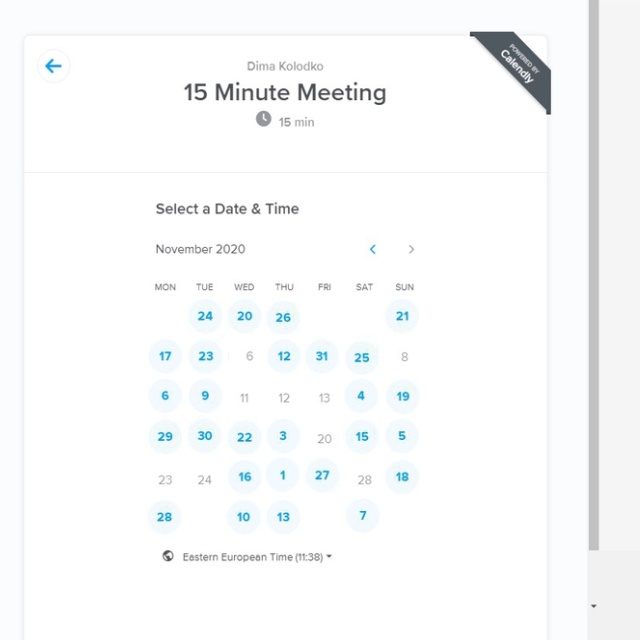 Dima Kolodko
POWERED BY
Calendly
15 Minute Meeting
15 min
Select a Date & Time
November 2020
MON TUE WED THU FRI SAT SUN
24 20 26 21
17 23 6 12 31 25 8
6 9 11 12 13 4 19
29 30 22 3 20 15 5
23 24 16 1 27 28 18
28 10 13 7
Eastern European Time (11:38)